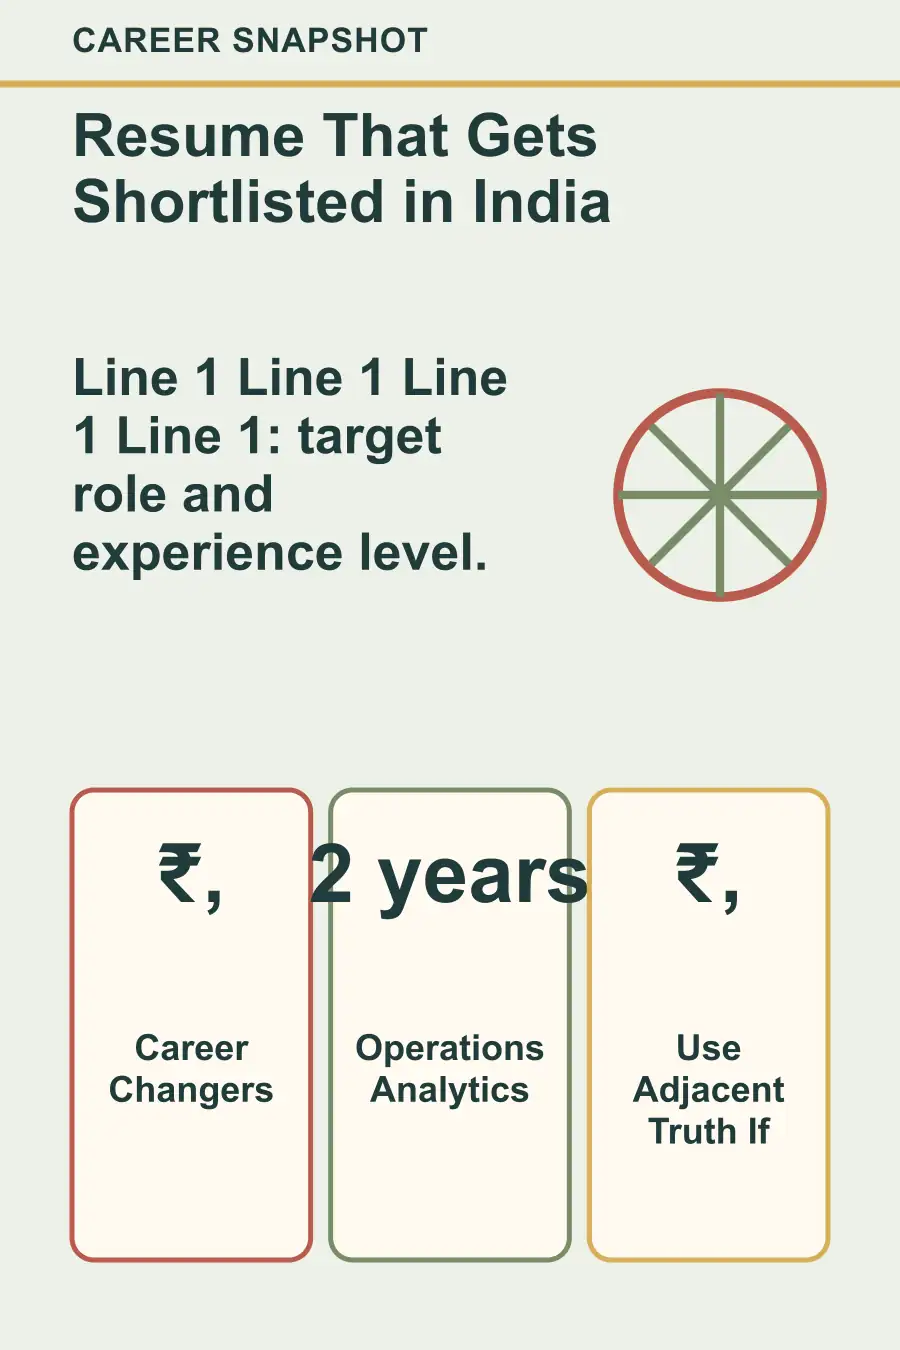 CAREER SNAPSHOT
Resume That Gets
Shortlisted in India
Line 1 Line 1 Line
1 Line 1: target
role and
experience level.
₹,
Career
Changers
2 years
Operations
Analytics
₹,
Use
Adjacent
Truth If